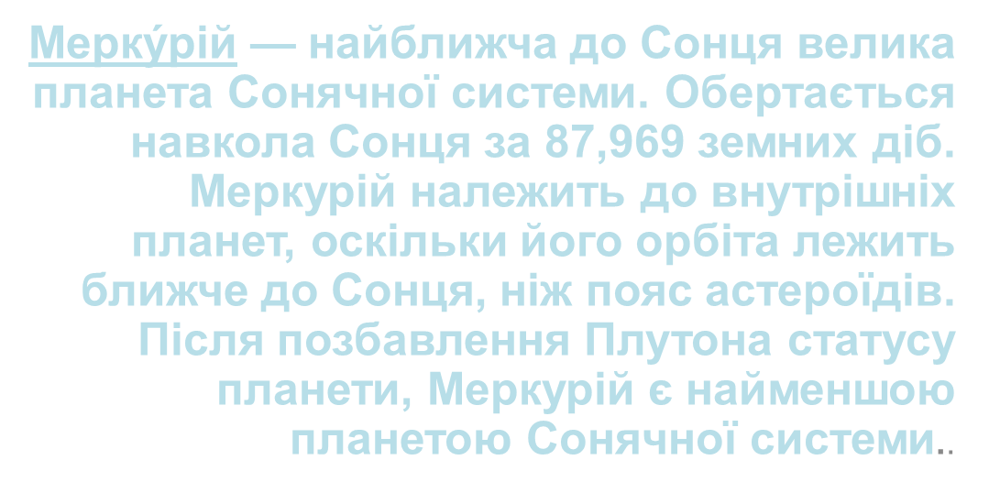 Мерку́рій — найближча до Сонця велика
планета Сонячної системи. Обертається
навкола Сонця за 87,969 земних діб.
Меркурій належить до внутрішніх
планет, оскільки його орбіта лежить
ближче до Сонця, ніж пояс астероїдів.
Після позбавлення Плутона статусу
планети, Меркурій є найменшою
планетою Сонячної системи..